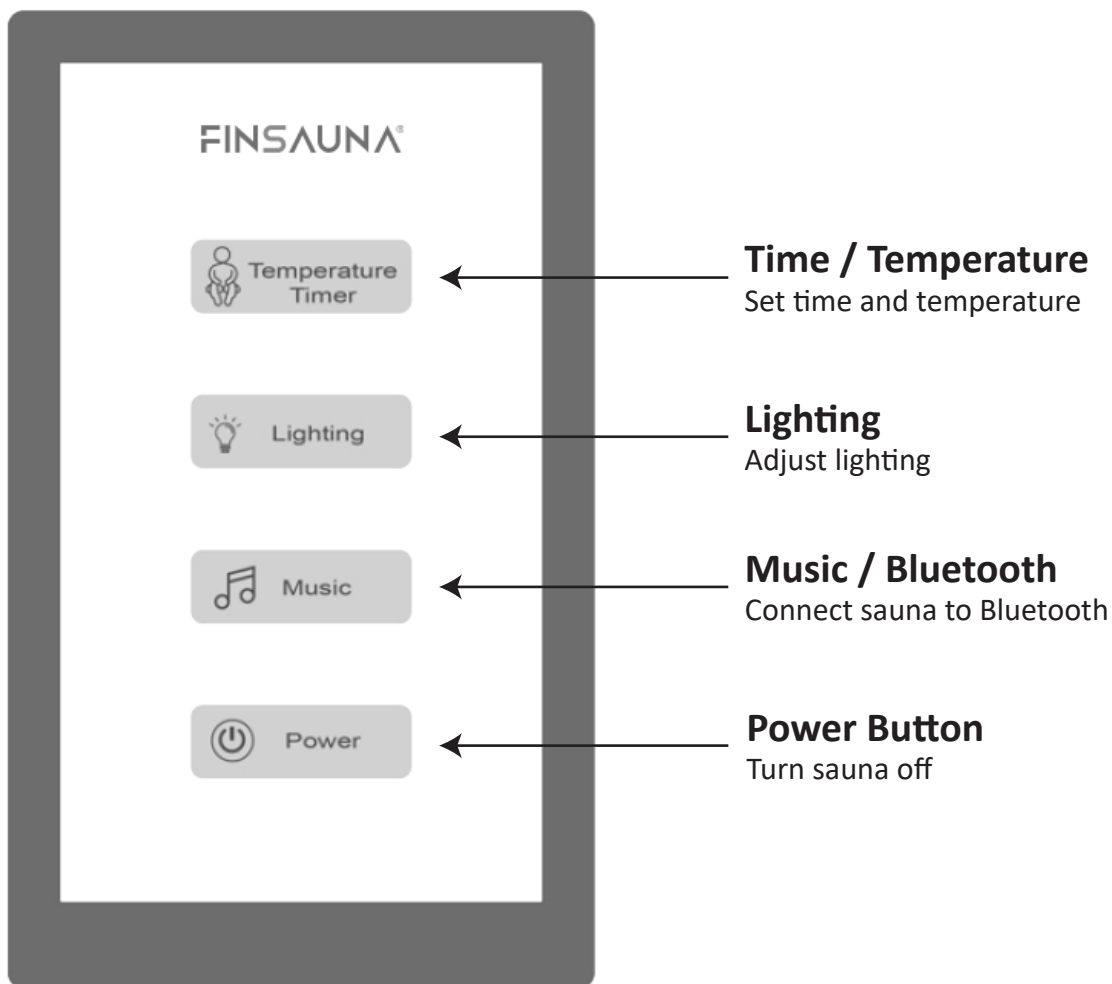 FINSAUNA®
Temperature
Timer
Time / Temperature
Set time and temperature
Lighting
Lighting
Adjust lighting
Music
Music / Bluetooth
Connect sauna to Bluetooth
Power
Power Button
Turn sauna off